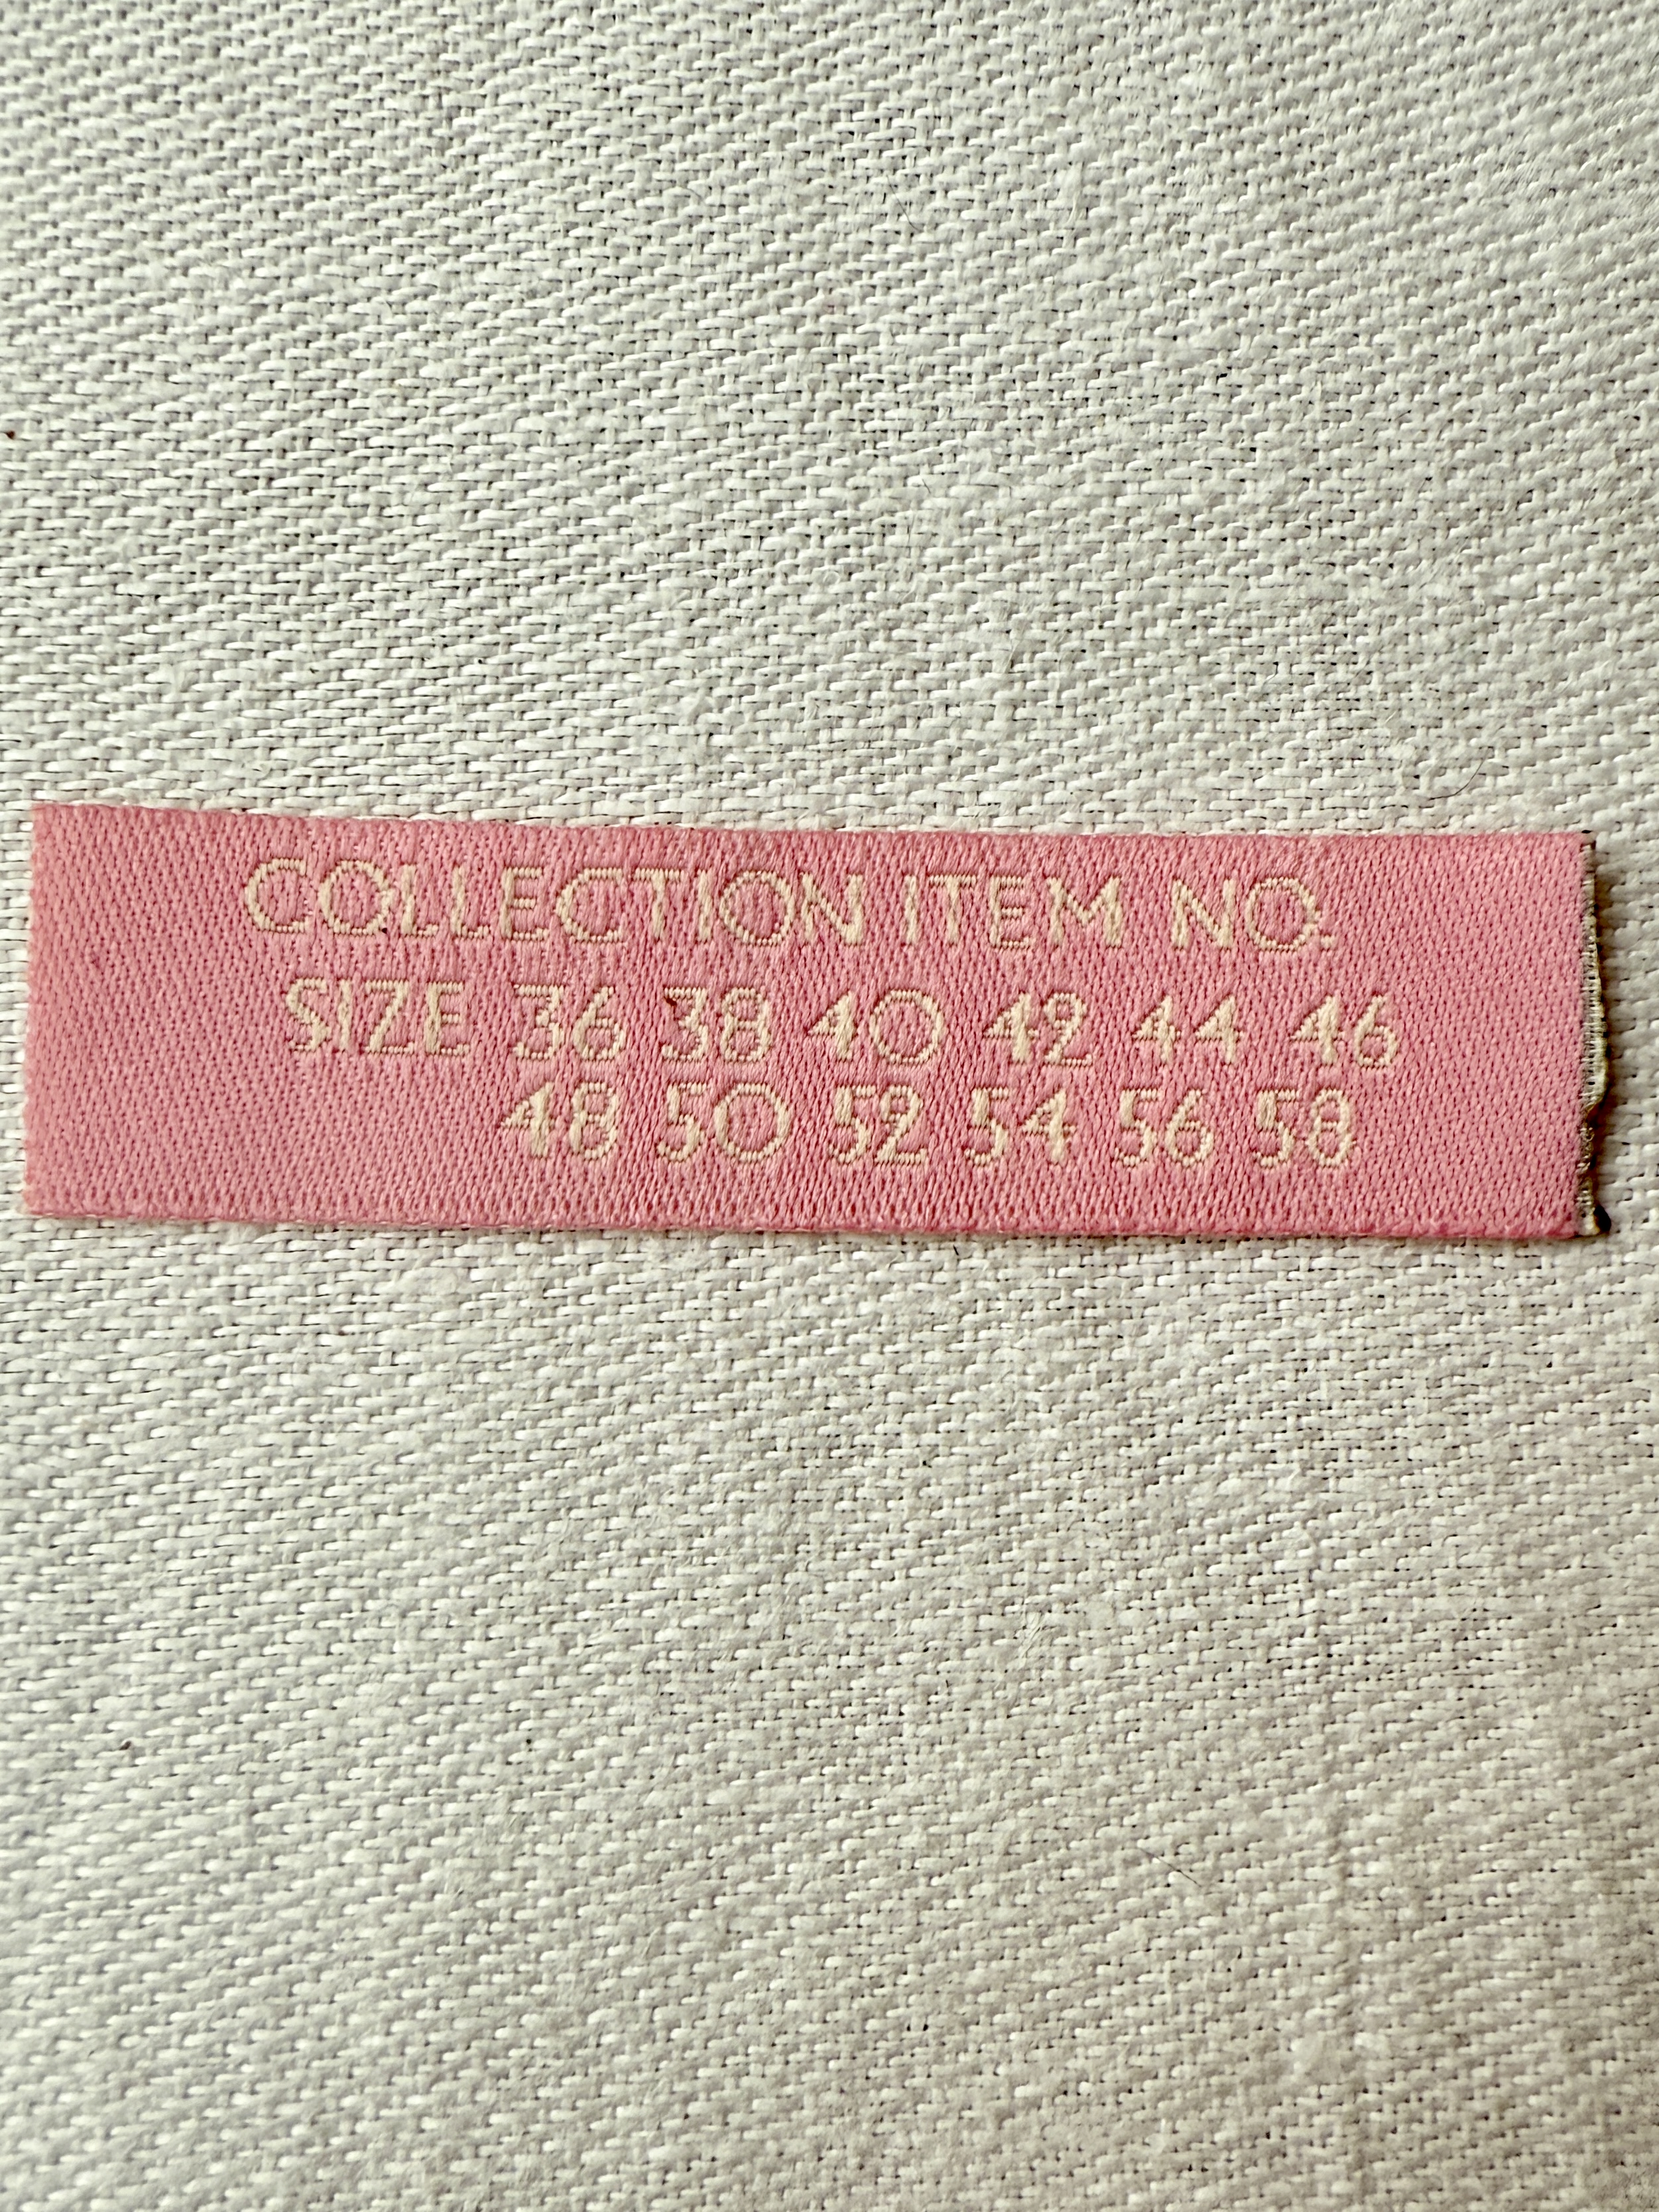 COLLECTION ITEM NO.
SIZE 36 38 40 42 44 46
48 50 52 54 56 58